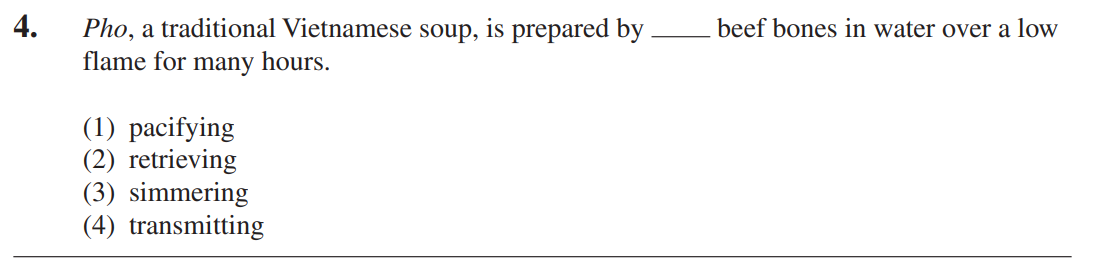 4. Pho, a traditional Vietnamese soup, is prepared by _____ beef bones in water over a low
flame for many hours.
(1) pacifying
(2) retrieving
(3) simmering
(4) transmitting